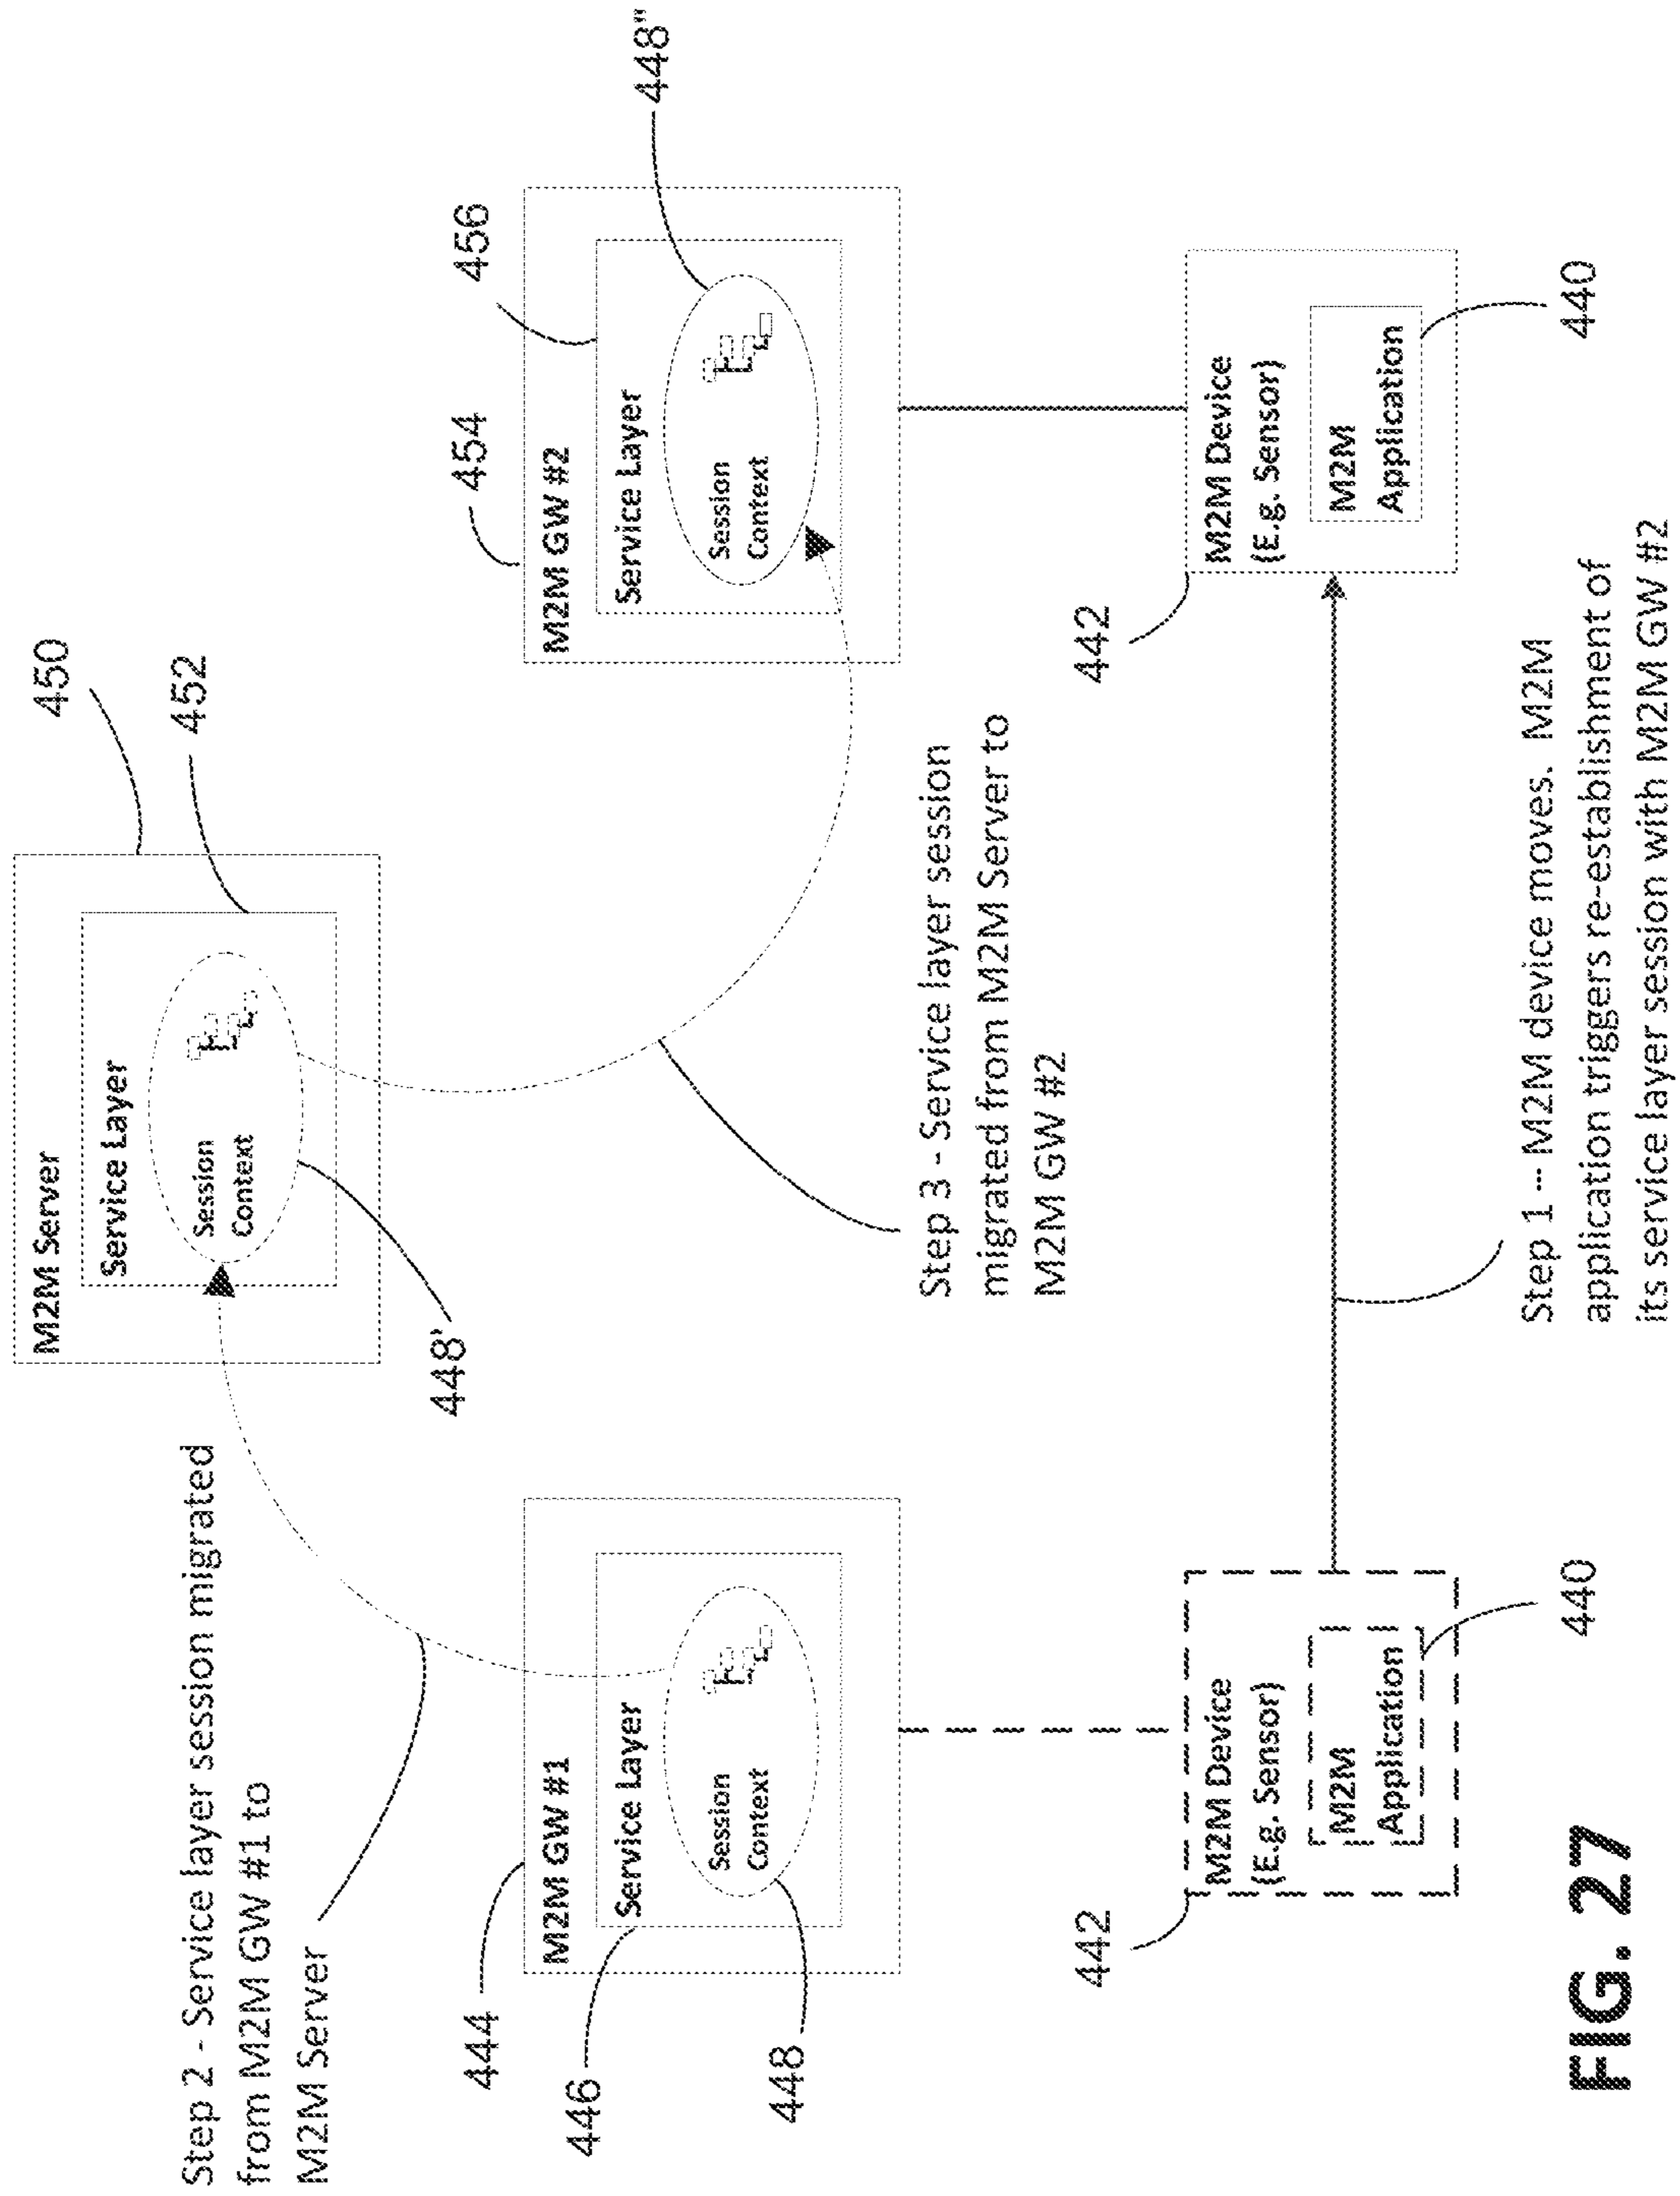 450
M2M Server
452
Service Layer
Session
Context
448'
Step 2 - Service layer session migrated
from M2M GW #1 to
M2M Server
444
M2M GW #1
446
Service Layer
Session
Context
448
454
456
M2M GW #2
Service Layer
Session
Context
448"
Step 3 - Service layer session
migrated from M2M Server to
M2M GW #2
442
M2M Device
(E.g. Sensor)
M2M
Application
440
442
M2M Device
(E.g. Sensor)
M2M
Application
440
Step 1 -- M2M device moves. M2M
application triggers re-establishment of
its service layer session with M2M GW #2
FIG. 27